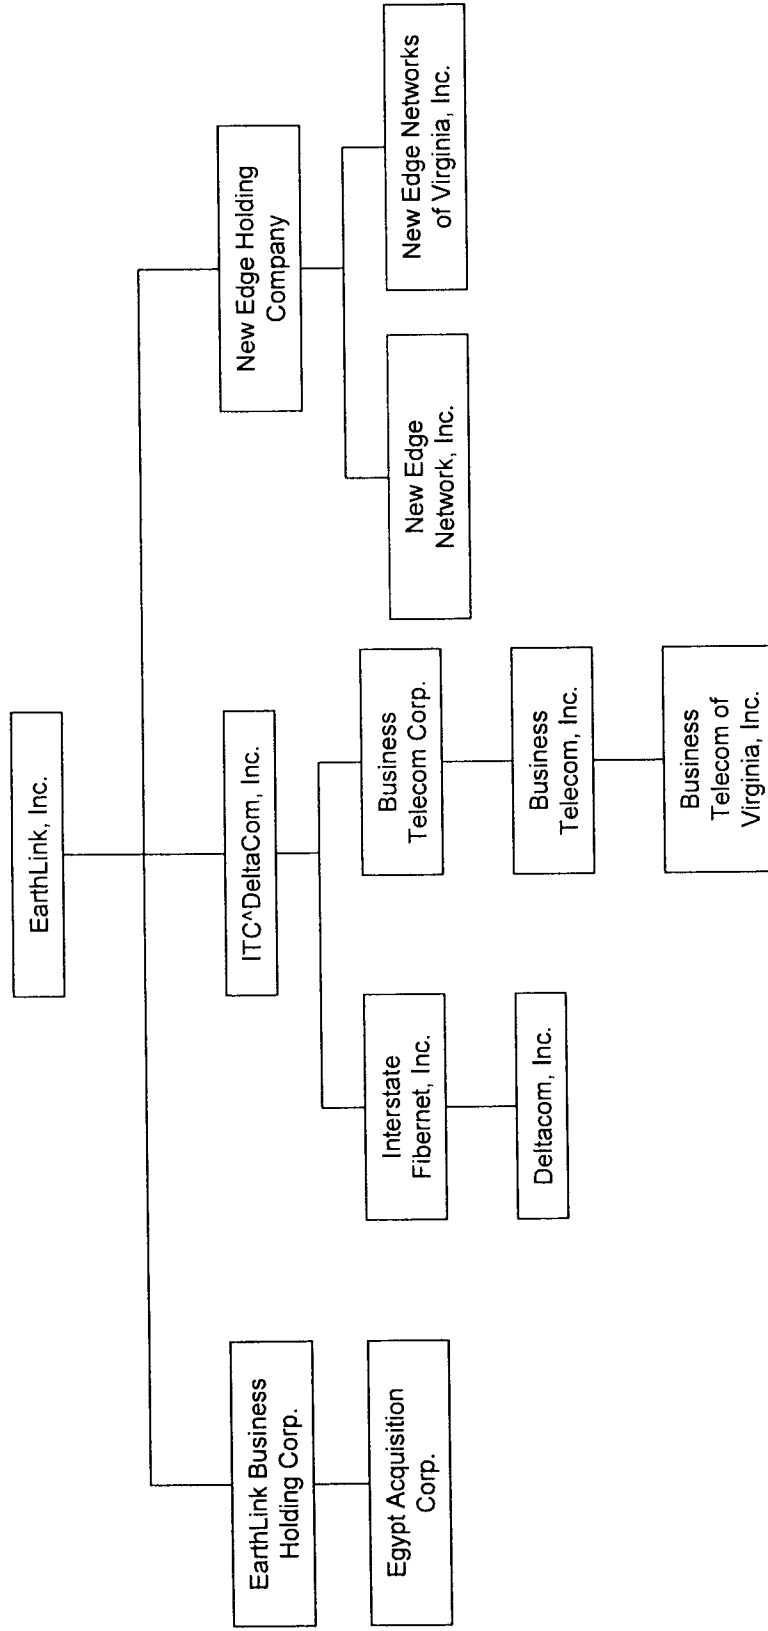 EarthLink, Inc.
EarthLink Business
Holding Corp.
ITC^DeltaCom, Inc.
New Edge Holding
Company
Egypt Acquisition
Corp.
Interstate
Fibernet, Inc.
Business
Telecom Corp.
New Edge
Network, Inc.
New Edge Networks
of Virginia, Inc.
Deltacom, Inc.
Business
Telecom, Inc.
Business
Telecom of
Virginia, Inc.